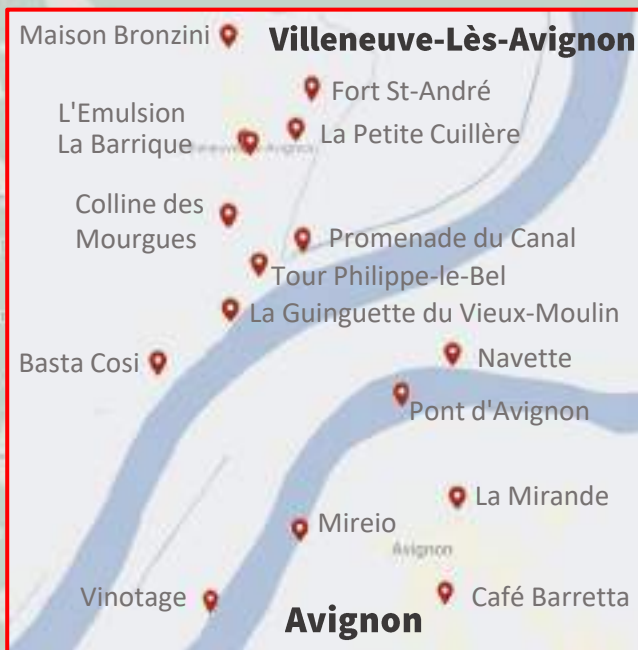 Maison Bronzini
Villeneuve-Lès-Avignon
Fort St-André
L'Emulsion
La Barrique
La Petite Cuillère
Colline des
Mourgues
Promenade du Canal
Tour Philippe-le-Bel
La Guinguette du Vieux-Moulin
Basta Cosi
Navette
Pont d'Avignon
La Mirande
Mireio
Avignon
Vinotage
Café Barretta
Avignon